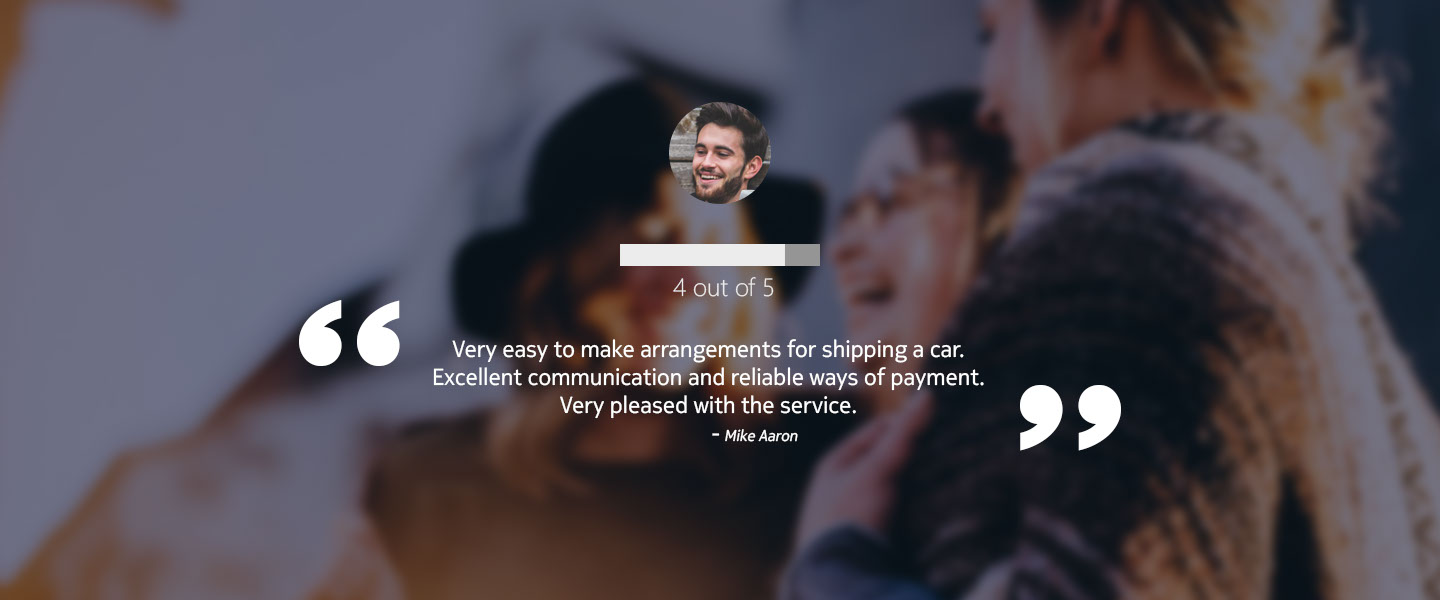 4 out of 5
“
Very easy to make arrangements for shipping a car.
Excellent communication and reliable ways of payment.
Very pleased with the service.
”
- Mike Aaron